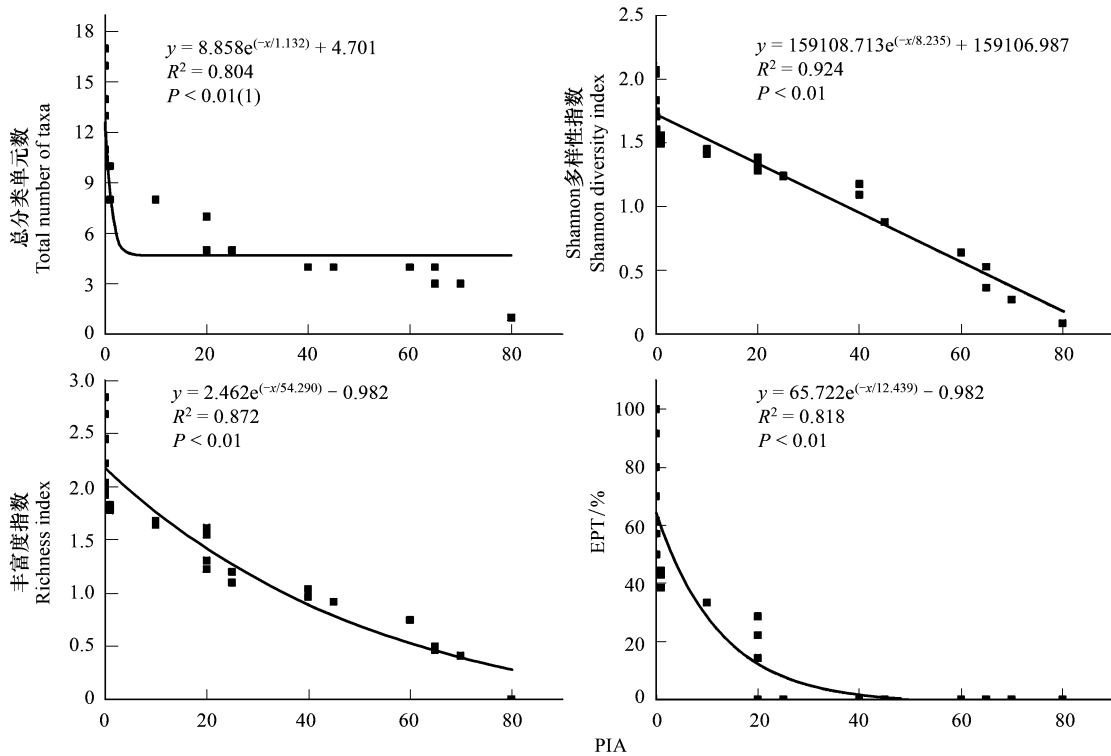 18
15
12
9
6
3
0
总分类单元数
Total number of taxa
y = 8.858e(−x/1.132) + 4.701
R² = 0.804
P < 0.01(1)
0 20 40 60 80
2.5
2.0
1.5
1.0
0.5
0
Shannon多样性指数
Shannon diversity index
y = 159108.713e(−x/8.235) + 159106.987
R² = 0.924
P < 0.01
0 20 40 60 80
3.0
2.5
2.0
1.5
1.0
0.5
0
丰富度指数
Richness index
y = 2.462e(−x/54.290) − 0.982
R² = 0.872
P < 0.01
0 20 40 60 80
100
80
60
40
20
0
EPT/%
y = 65.722e(−x/12.439) − 0.982
R² = 0.818
P < 0.01
0 20 40 60 80
PIA